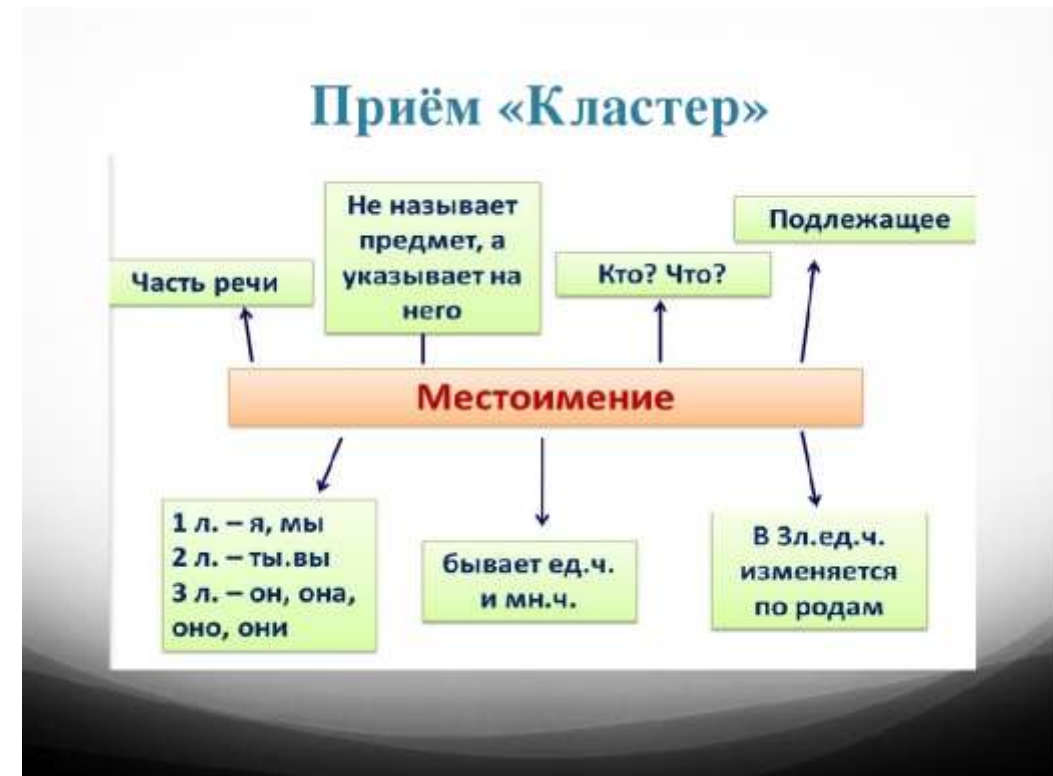 Приём «Кластер»
Часть речи
Не называет
предмет, а
указывает на
него
Кто? Что?
Подлежащее
Местоимение
1 л. – я, мы
2 л. – ты.вы
3 л. – он, она,
оно, они
бывает ед.ч.
и мн.ч.
В 3л.ед.ч.
изменяется
по родам